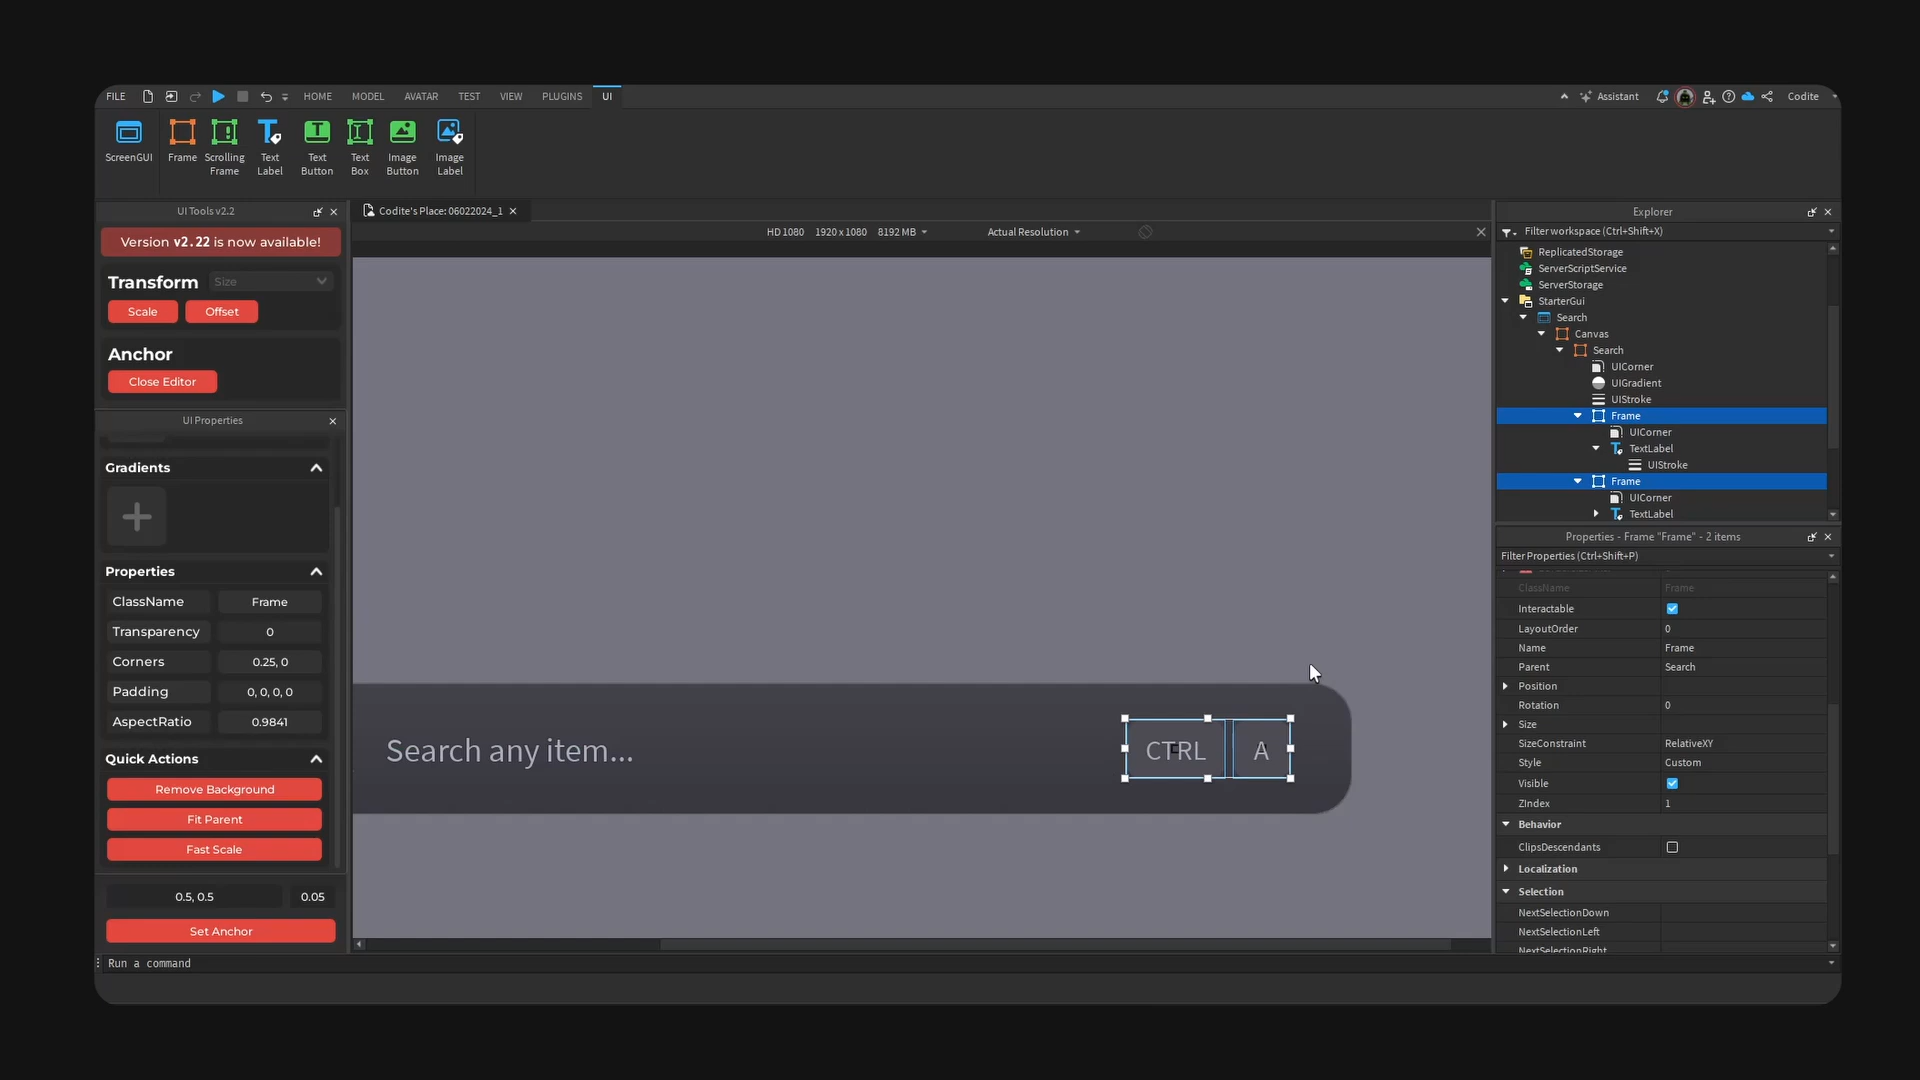 FILE HOME MODEL AVATAR TEST VIEW PLUGINS UI Assistant Codite
ScreenGUI Frame Scrolling Frame Text Label Text Button Text Box Image Button Image Label
UI Tools v2.2
Version v2.22 is now available!
Transform Size
Scale Offset
Anchor
Close Editor
UI Properties
Gradients
Properties
ClassName Frame
Transparency 0
Corners 0.25, 0
Padding 0, 0, 0, 0
AspectRatio 0.9841
Quick Actions
Remove Background
Fit Parent
Fast Scale
0.5, 0.5 0.05
Set Anchor
Run a command
Codite's Place: 06022024_1
HD 1080 1920 x 1080 8192 MB Actual Resolution
Search any item...
CTRL A
Explorer
Filter workspace (Ctrl+Shift+X)
ReplicatedStorage
ServerScriptService
ServerStorage
StarterGui
Search
Canvas
Search
UICorner
UIGradient
UIStroke
Frame
UICorner
TextLabel
UIStroke
Frame
UICorner
TextLabel
Properties - Frame "Frame" - 2 items
Filter Properties (Ctrl+Shift+P)
ClassName Frame
Interactable
LayoutOrder 0
Name Frame
Parent Search
Position
Rotation 0
Size
SizeConstraint RelativeXY
Style Custom
Visible
ZIndex 1
Behavior
ClipsDescendants
Localization
Selection
NextSelectionDown
NextSelectionLeft
NextSelectionRight